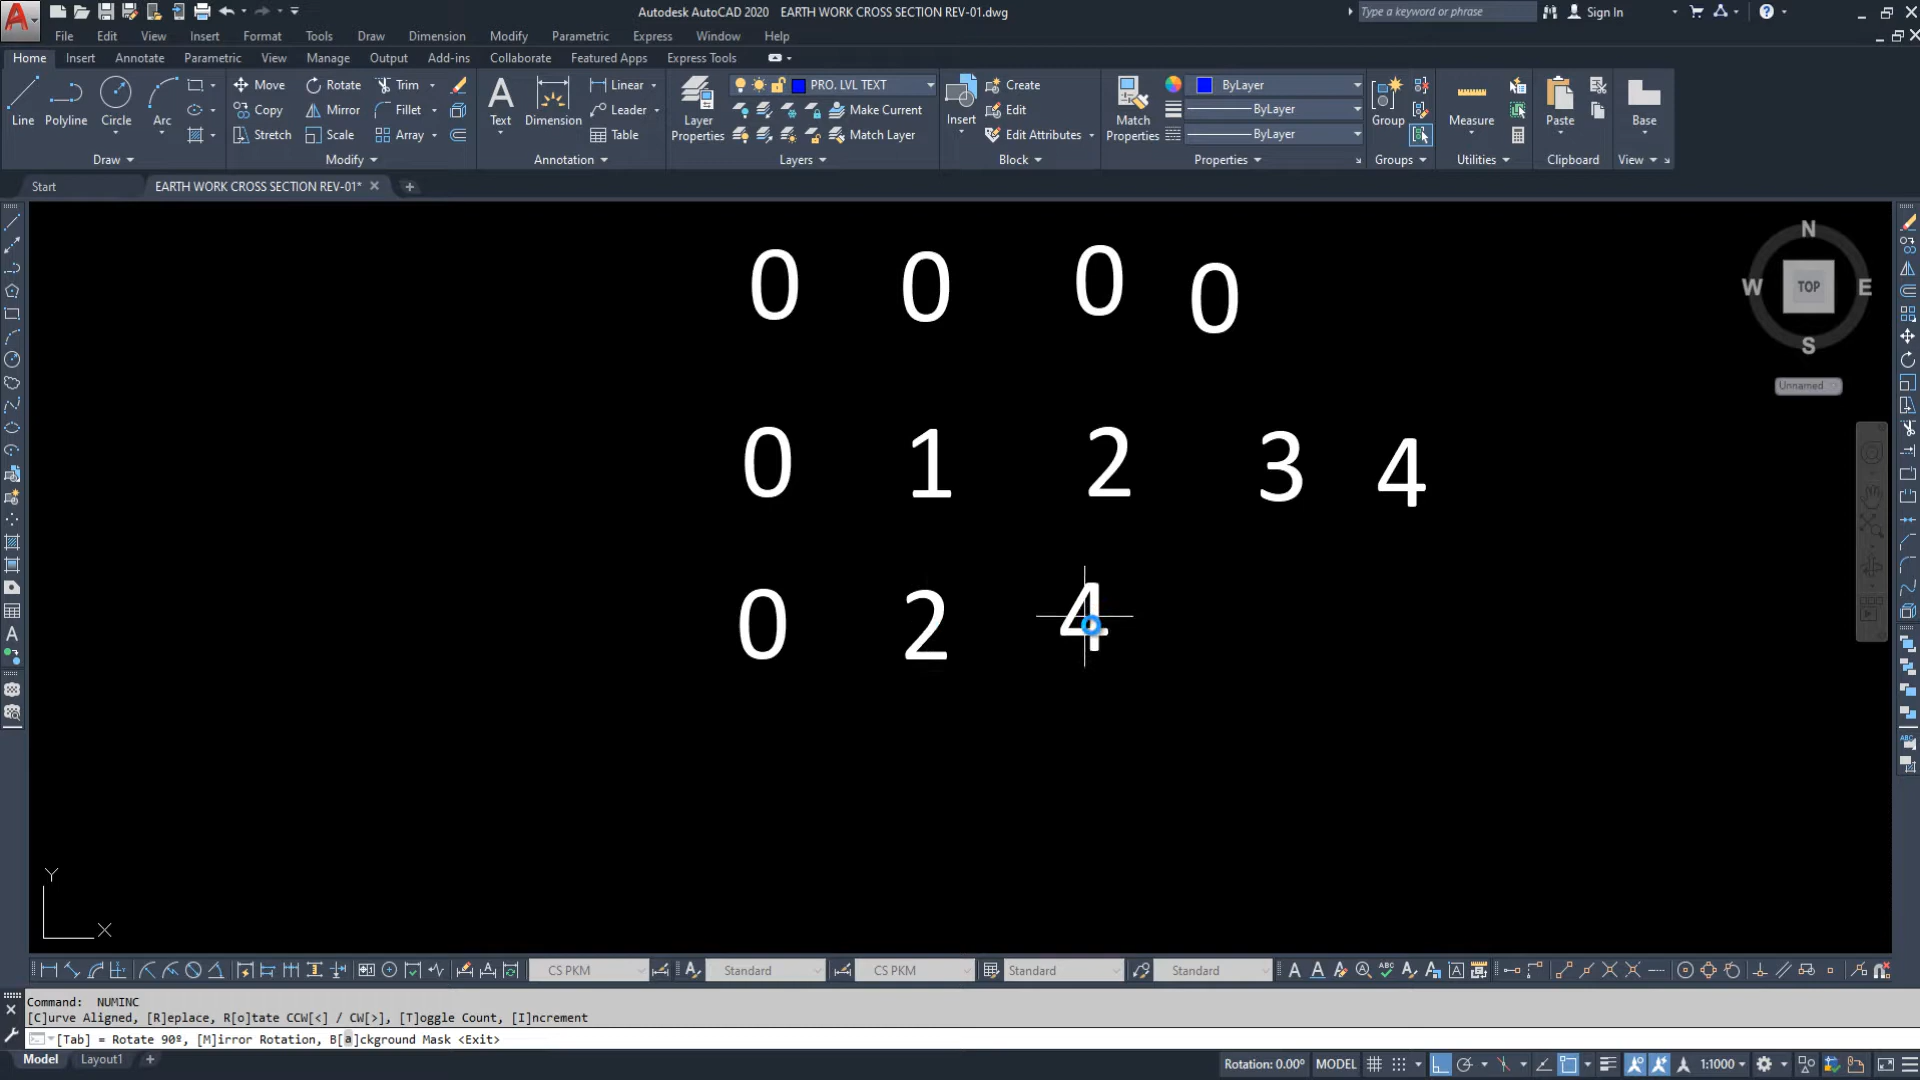 Autodesk AutoCAD 2020 EARTH WORK CROSS SECTION REV-01.dwg Type a keyword or phrase Sign In
File Edit View Insert Format Tools Draw Dimension Modify Parametric Express Window Help
Home Insert Annotate Parametric View Manage Output Add-ins Collaborate Featured Apps Express Tools
Line Polyline Circle Arc
Move Rotate Trim
Copy Mirror Fillet
Stretch Scale Array
Text Dimension
Linear
Leader
Table
Layer Properties
PRO. LVL TEXT
Make Current
Match Layer
Insert
Create
Edit
Edit Attributes
Match Properties
ByLayer
ByLayer
ByLayer
Group Measure Paste Base
Draw Modify Annotation Layers Block Properties Groups Utilities Clipboard View
Start EARTH WORK CROSS SECTION REV-01*
0 0 0 0
0 1 2 3 4
0 2 4
N
W TOP E
S
Unnamed
Y
X
CS PKM Standard CS PKM Standard Standard
Command: NUMINC
[C]urve Aligned, [R]eplace, R[o]tate CCW[<] / CW[>], [T]oggle Count, [I]ncrement
[Tab] = Rotate 90º, [M]irror Rotation, B[a]ckground Mask <Exit>
Model Layout1 Rotation: 0.00° MODEL 1:1000